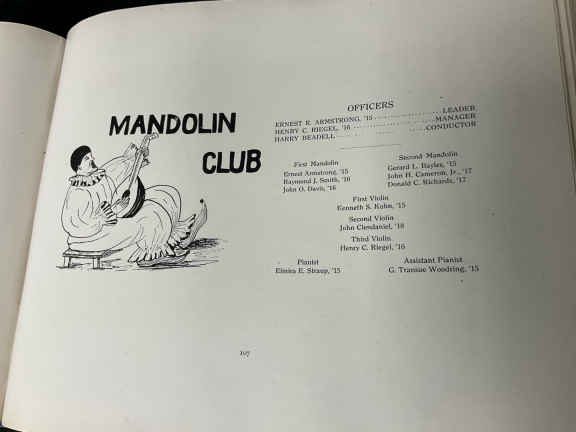 MANDOLIN
CLUB
OFFICERS
ERNEST R. ARMSTRONG, '15 ..................... LEADER
HENRY C. RIEGEL, '16 ..................... MANAGER
HARRY BEADELL ..................... CONDUCTOR
First Mandolin
Ernest Armstrong, '15
Raymond J. Smith, '16
John O. Davis, '16
Second Mandolin
Gerard L. Bayles, '15
John H. Cameron, Jr., '17
Donald C. Richards, '17
First Violin
Kenneth S. Kuhn, '15
Second Violin
John Clendaniel, '18
Third Violin
Henry C. Riegel, '16
Pianist
Elmira E. Straup, '15
Assistant Pianist
G. Transue Woodring, '15
107